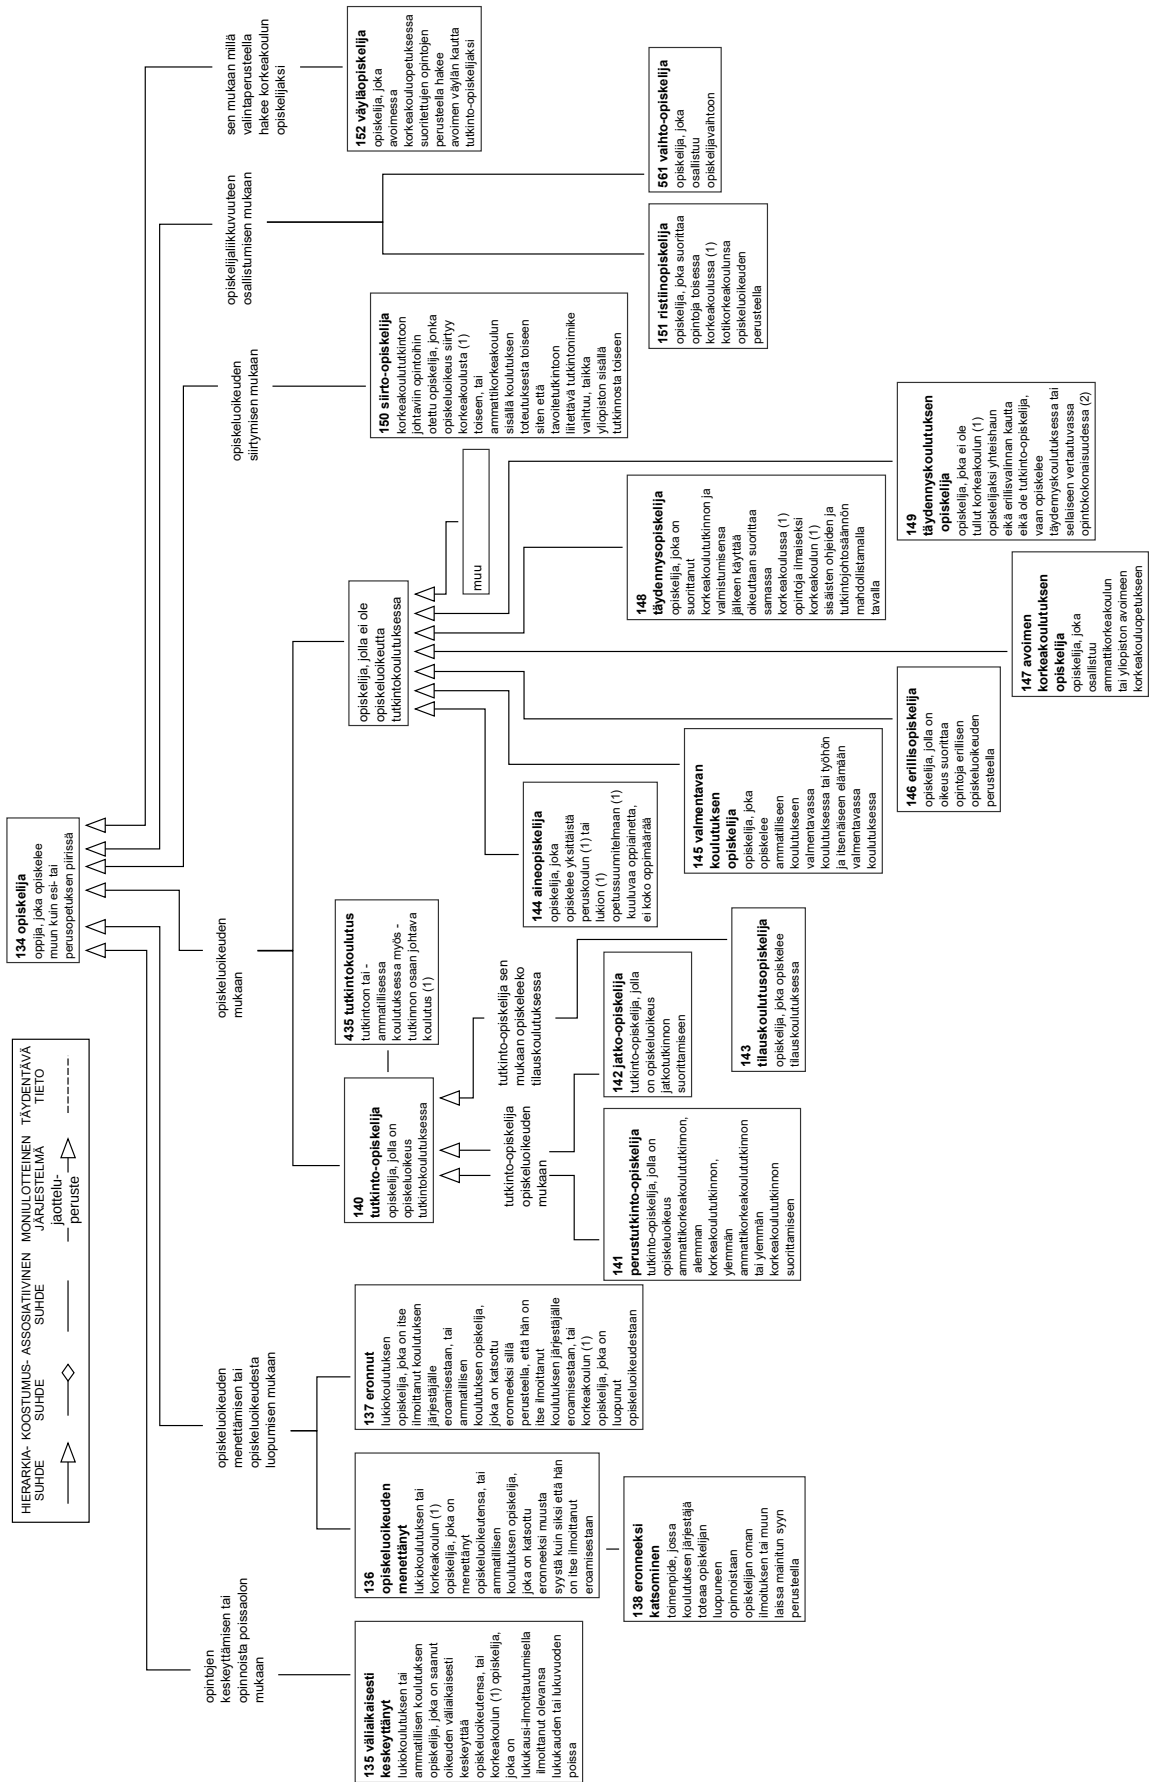 HIERARKIA-
SUHDE
KOOSTUMUS-
SUHDE
ASSOSIATIIVINEN
SUHDE
MONIULOTTEINEN
JÄRJESTELMÄ
jaottelu-
peruste
TÄYDENTÄVÄ
TIETO
134 opiskelija
oppija, joka opiskelee
muun kuin esi- tai
perusopetuksen piirissä
opintojen
keskeyttämisen tai
opinnoista poissaolon
mukaan
135 väliaikaisesti
keskeyttänyt
lukiokoulutuksen tai
ammatillisen koulutuksen
opiskelija, joka on saanut
oikeuden väliaikaisesti
keskeyttää
opiskeluoikeutensa, tai
korkeakoulun (1) opiskelija,
joka on
lukukausi-ilmoittautumisella
ilmoittanut olevansa
lukukauden tai lukuvuoden
poissa
opiskeluoikeuden
menettämisen tai
opiskeluoikeudesta
luopumisen mukaan
136
opiskeluoikeuden
menettänyt
lukiokoulutuksen tai
korkeakoulun (1)
opiskelija, joka on
menettänyt
opiskeluoikeutensa, tai
ammatillisen
koulutuksen opiskelija,
joka on katsottu
eronneeksi muusta
syystä kuin siksi että hän
on itse ilmoittanut
eroamisestaan
138 eronneeksi
katsominen
toimenpide, jossa
koulutuksen järjestäjä
toteaa opiskelijan
luopuneen
opinnoistaan
opiskelijan oman
ilmoituksen tai muun
laissa mainitun syyn
perusteella
137 eronnut
lukiokoulutuksen
opiskelija, joka on itse
ilmoittanut koulutuksen
järjestäjälle
eroamisestaan, tai
ammatillisen
koulutuksen opiskelija,
joka on katsottu
eronneeksi sillä
perusteella, että hän on
itse ilmoittanut
koulutuksen järjestäjälle
eroamisestaan, tai
korkeakoulun (1)
opiskelija, joka on
luopunut
opiskeluoikeudestaan
opiskeluoikeuden
mukaan
140
tutkinto-opiskelija
opiskelija, jolla on
opiskeluoikeus
tutkintokoulutuksessa
435 tutkintokoulutus
tutkintoon tai -
ammatillisessa
koulutuksessa myös -
tutkinnon osaan johtava
koulutus (1)
tutkinto-opiskelija
opiskeluoikeuden
mukaan
141
perustutkinto-opiskelija
tutkinto-opiskelija, jolla on
opiskeluoikeus
ammattikorkeakoulututkinnon,
alemman
korkeakoulututkinnon,
ylemmän
ammattikorkeakoulututkinnon
tai ylemmän
korkeakoulututkinnon
suorittamiseen
142 jatko-opiskelija
tutkinto-opiskelija, jolla
on opiskeluoikeus
jatkotutkinnon
suorittamiseen
tutkinto-opiskelija sen
mukaan opiskeleeko
tilauskoulutuksessa
143
tilauskoulutusopiskelija
opiskelija, joka opiskelee
tilauskoulutuksessa
opiskelija, jolla ei ole
opiskeluoikeutta
tutkintokoulutuksessa
144 aineopiskelija
opiskelija, joka
opiskelee yksittäistä
peruskoulun (1) tai
lukion (1)
opetussuunnitelmaan (1)
kuuluvaa oppiainetta,
ei koko oppimäärää
145 valmentavan
koulutuksen
opiskelija
opiskelija, joka
opiskelee
ammatilliseen
koulutukseen
valmentavassa
koulutuksessa tai työhön
ja itsenäiseen elämään
valmentavassa
koulutuksessa
146 erillisopiskelija
opiskelija, jolla on
oikeus suorittaa
opintoja erillisen
opiskeluoikeuden
perusteella
147 avoimen
korkeakoulutuksen
opiskelija
opiskelija, joka
osallistuu
ammattikorkeakoulun
tai yliopiston avoimeen
korkeakouluopetukseen
148
täydennysopiskelija
opiskelija, joka on
suorittanut
korkeakoulututkinnon ja
valmistumisensa
jälkeen käyttää
oikeuttaan suorittaa
samassa
korkeakoulussa (1)
opintoja ilmaiseksi
korkeakoulun (1)
sisäisten ohjeiden ja
tutkintojohtosäännön
mahdollistamalla
tavalla
149
täydennyskoulutuksen
opiskelija
opiskelija, joka ei ole
tullut korkeakoulun (1)
opiskelijaksi yhteishaun
eikä erillisvalinnan kautta
eikä ole tutkinto-opiskelija,
vaan opiskelee
täydennyskoulutuksessa tai
sellaiseen vertautuvassa
opintokokonaisuudessa (2)
muu
opiskeluoikeuden
siirtymisen mukaan
150 siirto-opiskelija
korkeakoulututkintoon
johtaviin opintoihin
otettu opiskelija, jonka
opiskeluoikeus siirtyy
korkeakoulusta (1)
toiseen, tai
ammattikorkeakoulun
sisällä koulutuksen
toteutuksesta toiseen
siten että
tavoitetutkintoon
liitettävä tutkintonimike
vaihtuu, taikka
yliopiston sisällä
tutkinnosta toiseen
opiskelijaliikkuvuuteen
osallistumisen mukaan
151 ristiinopiskelija
opiskelija, joka suorittaa
opintoja toisessa
korkeakoulussa (1)
kotikorkeakoulunsa
opiskeluoikeuden
perusteella
561 vaihto-opiskelija
opiskelija, joka
osallistuu
opiskelijavaihtoon
sen mukaan millä
valintaperusteella
hakee korkeakoulun
opiskelijaksi
152 väyläopiskelija
opiskelija, joka
avoimessa
korkeakouluopetuksessa
suoritettujen opintojen
perusteella hakee
avoimen väylän kautta
tutkinto-opiskelijaksi